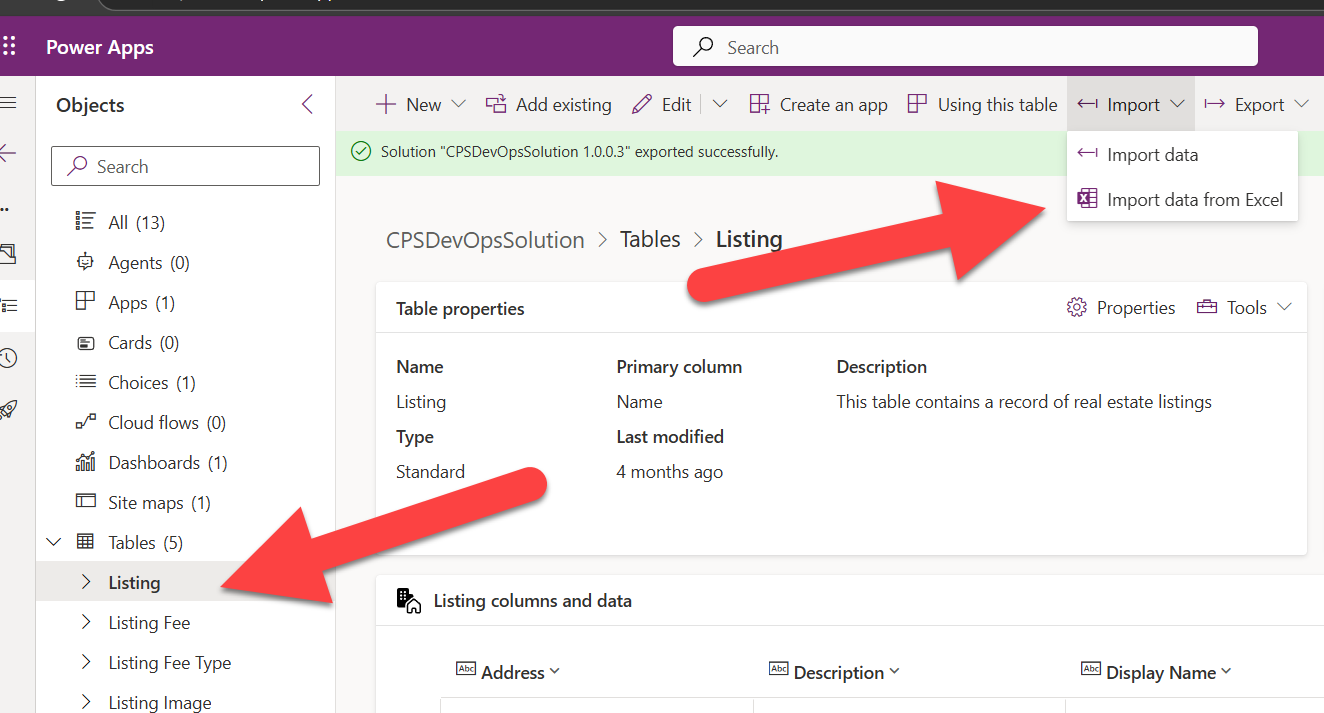 Power Apps
Search
Objects
New
Add existing
Edit
Create an app
Using this table
Import
Export
Solution "CPSDevOpsSolution 1.0.0.3" exported successfully.
Import data
Import data from Excel
Search
All (13)
Agents (0)
Apps (1)
Cards (0)
Choices (1)
Cloud flows (0)
Dashboards (1)
Site maps (1)
Tables (5)
Listing
Listing Fee
Listing Fee Type
Listing Image
CPSDevOpsSolution > Tables > Listing
Table properties
Properties
Tools
Name
Primary column
Description
Listing
Name
This table contains a record of real estate listings
Type
Last modified
Standard
4 months ago
Listing columns and data
Abc Address
Abc Description
Abc Display Name